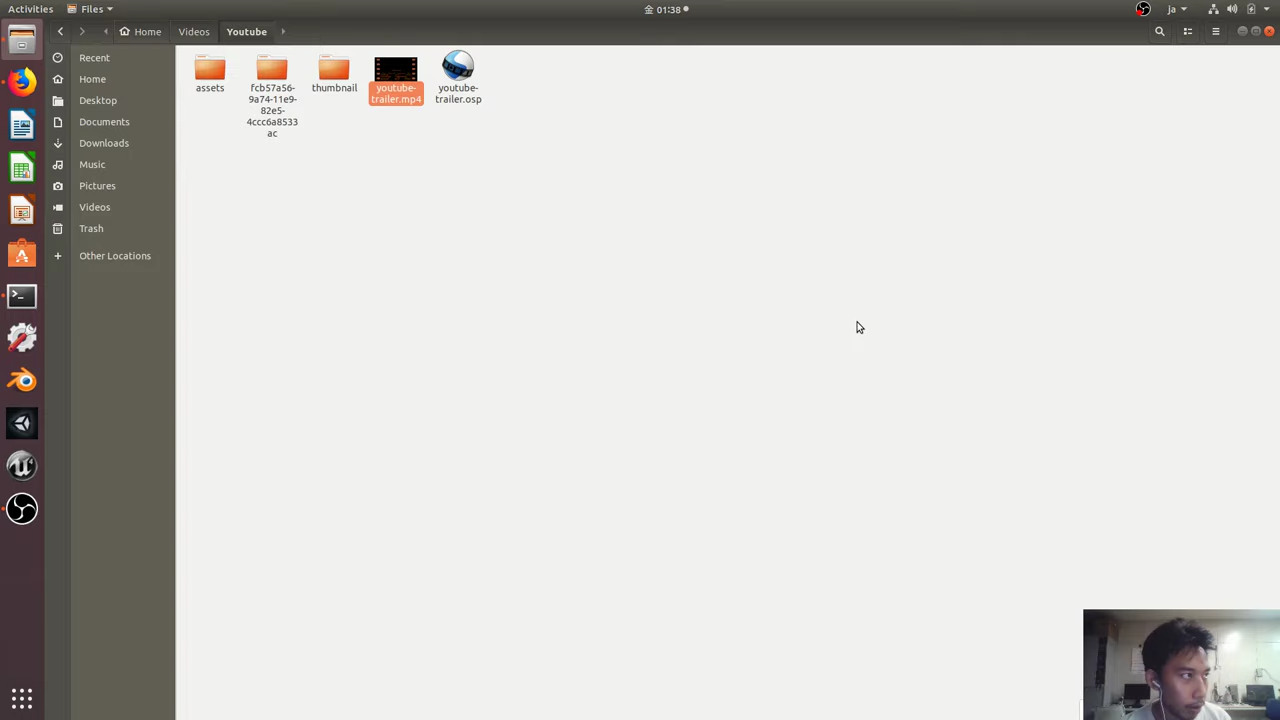 Activities
Files
金 01:38
ja
Home
Videos
Youtube
Recent
Home
Desktop
Documents
Downloads
Music
Pictures
Videos
Trash
Other Locations
assets
fcb57a56-
9a74-11e9-
82e5-
4ccc6a8533
ac
thumbnail
youtube-
trailer.mp4
youtube-
trailer.osp